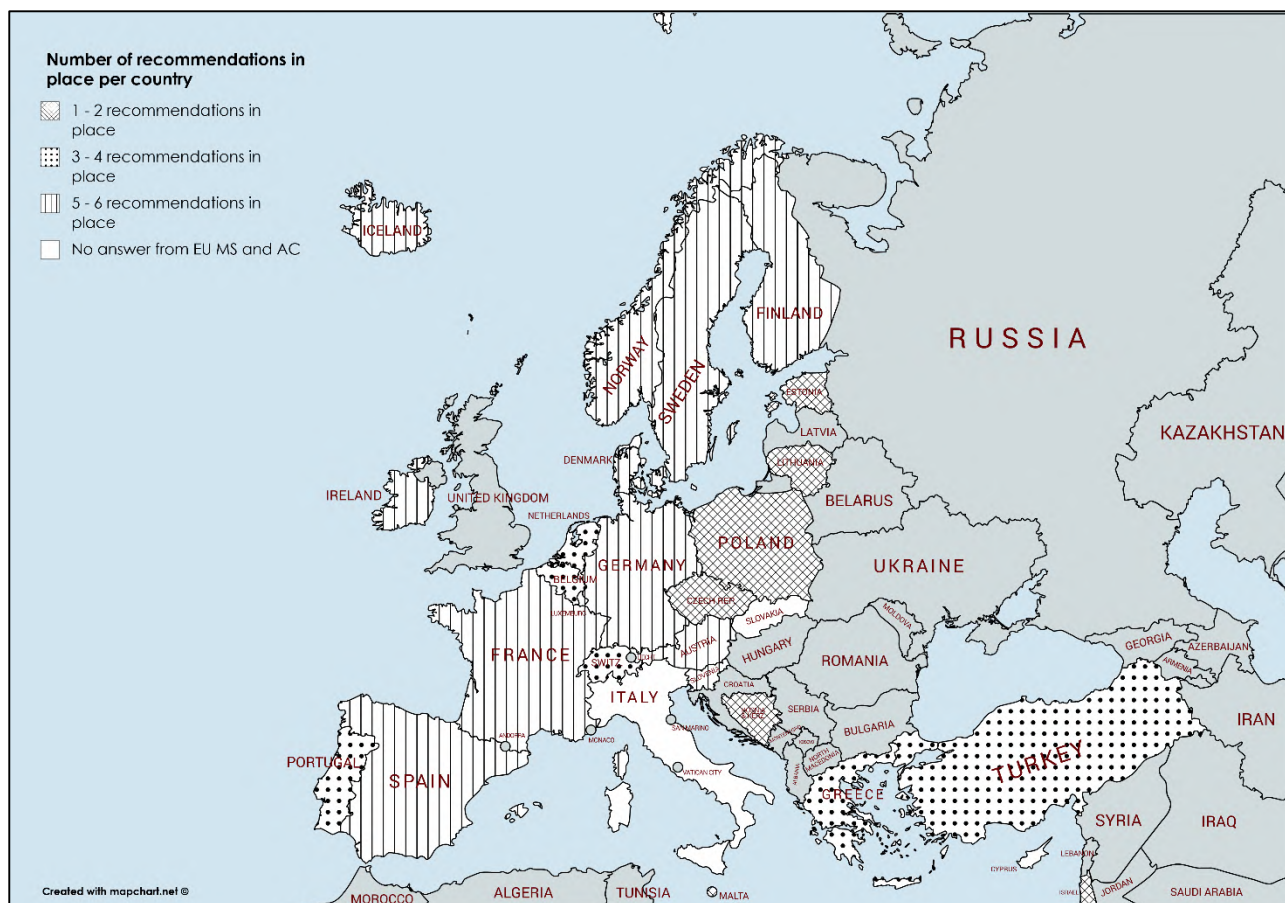 Number of recommendations in
place per country
1 - 2 recommendations in
place
3 - 4 recommendations in
place
5 - 6 recommendations in
place
No answer from EU MS and AC
ICELAND
NORWAY
SWEDEN
FINLAND
RUSSIA
ESTONIA
LATVIA
LITHUANIA
KAZAKHSTAN
DENMARK
IRELAND
UNITED KINGDOM
NETHERLANDS
BELARUS
POLAND
GERMANY
BELGIUM
UKRAINE
LUXEMBURG
CZECH REP
SLOVAKIA
MOLDOVA
FRANCE
SWITZ
AUSTRIA
HUNGARY
ROMANIA
GEORGIA
AZERBAIJAN
ARMENIA
ITALY
CROATIA
SERBIA
BULGARIA
SAN MARINO
MONACO
ANDORRA
KOSOVO
NORTH
MACEDONIA
ALBANIA
VATICAN CITY
PORTUGAL
SPAIN
GREECE
TURKEY
IRAN
SYRIA
IRAQ
LEBANON
CYPRUS
ISRAEL
JORDAN
SAUDI ARABIA
MALTA
TUNISIA
ALGERIA
MOROCCO
Created with mapchart.net ©